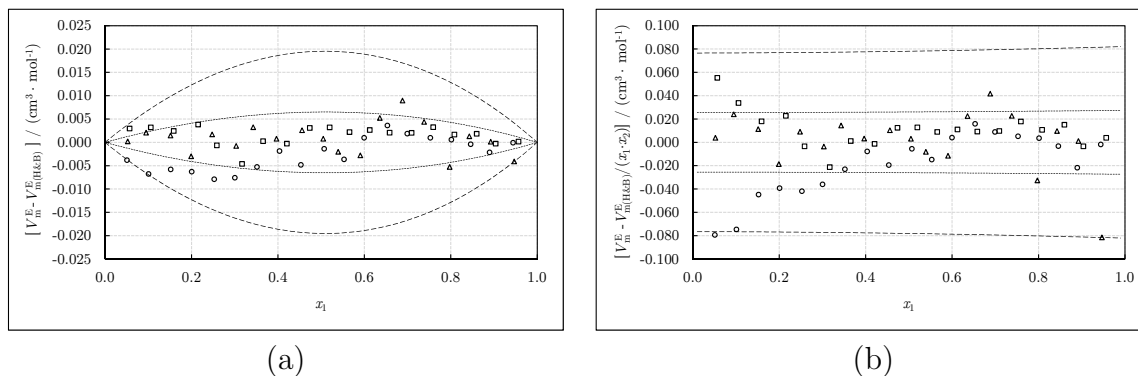 [V^E_m - V^E_m(H&B) ] / (cm³ · mol⁻¹)
0.025
0.020
0.015
0.010
0.005
0.000
-0.005
-0.010
-0.015
-0.020
-0.025
0.0 0.2 0.4 0.6 0.8 1.0
x₁
(a)
[V^E_m - V^E_m(H&B)/(x₁·x₂)] / (cm³ · mol⁻¹)
0.100
0.080
0.060
0.040
0.020
0.000
-0.020
-0.040
-0.060
-0.080
-0.100
0.0 0.2 0.4 0.6 0.8 1.0
x₁
(b)